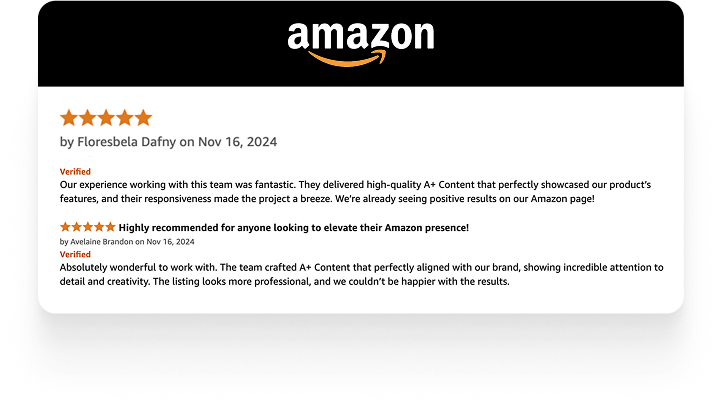 amazon
by Floresbela Dafny on Nov 16, 2024
Verified
Our experience working with this team was fantastic. They delivered high-quality A+ Content that perfectly showcased our product's
features, and their responsiveness made the project a breeze. We're already seeing positive results on our Amazon page!
Highly recommended for anyone looking to elevate their Amazon presence!
by Avelaine Brandon on Nov 16, 2024
Verified
Absolutely wonderful to work with. The team crafted A+ Content that perfectly aligned with our brand, showing incredible attention to
detail and creativity. The listing looks more professional, and we couldn't be happier with the results.